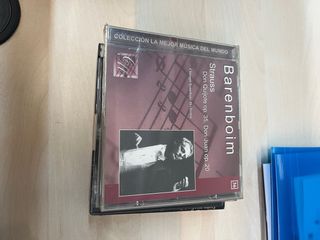 COLECCIÓN LA MEJOR MÚSICA DEL MUNDO
Barenboim
Strauss
Don Quijote op. 35, Don Juan op. 20